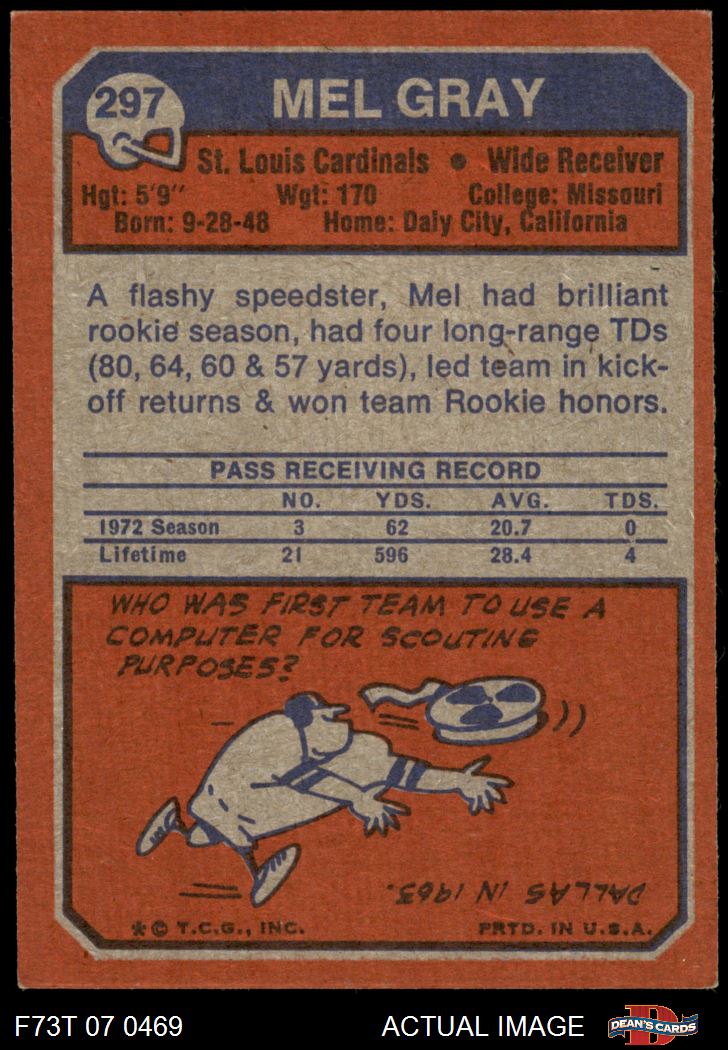 297
MEL GRAY
St. Louis Cardinals • Wide Receiver
Hgt: 5'9" Wgt: 170 College: Missouri
Born: 9-28-48 Home: Daly City, California
A flashy speedster, Mel had brilliant
rookie season, had four long-range TDs
(80, 64, 60 & 57 yards), led team in kick-
off returns & won team Rookie honors.
PASS RECEIVING RECORD
NO. YDS. AVG. TDS.
1972 Season 3 62 20.7 0
Lifetime 21 596 28.4 4
WHO WAS FIRST TEAM TO USE A
COMPUTER FOR SCOUTING
PURPOSES?
DALLAS IN 1963.
* © T.C.G., INC. PRTD. IN U.S.A.
F73T 07 0469 ACTUAL IMAGE
D
DEAN'S CARDS